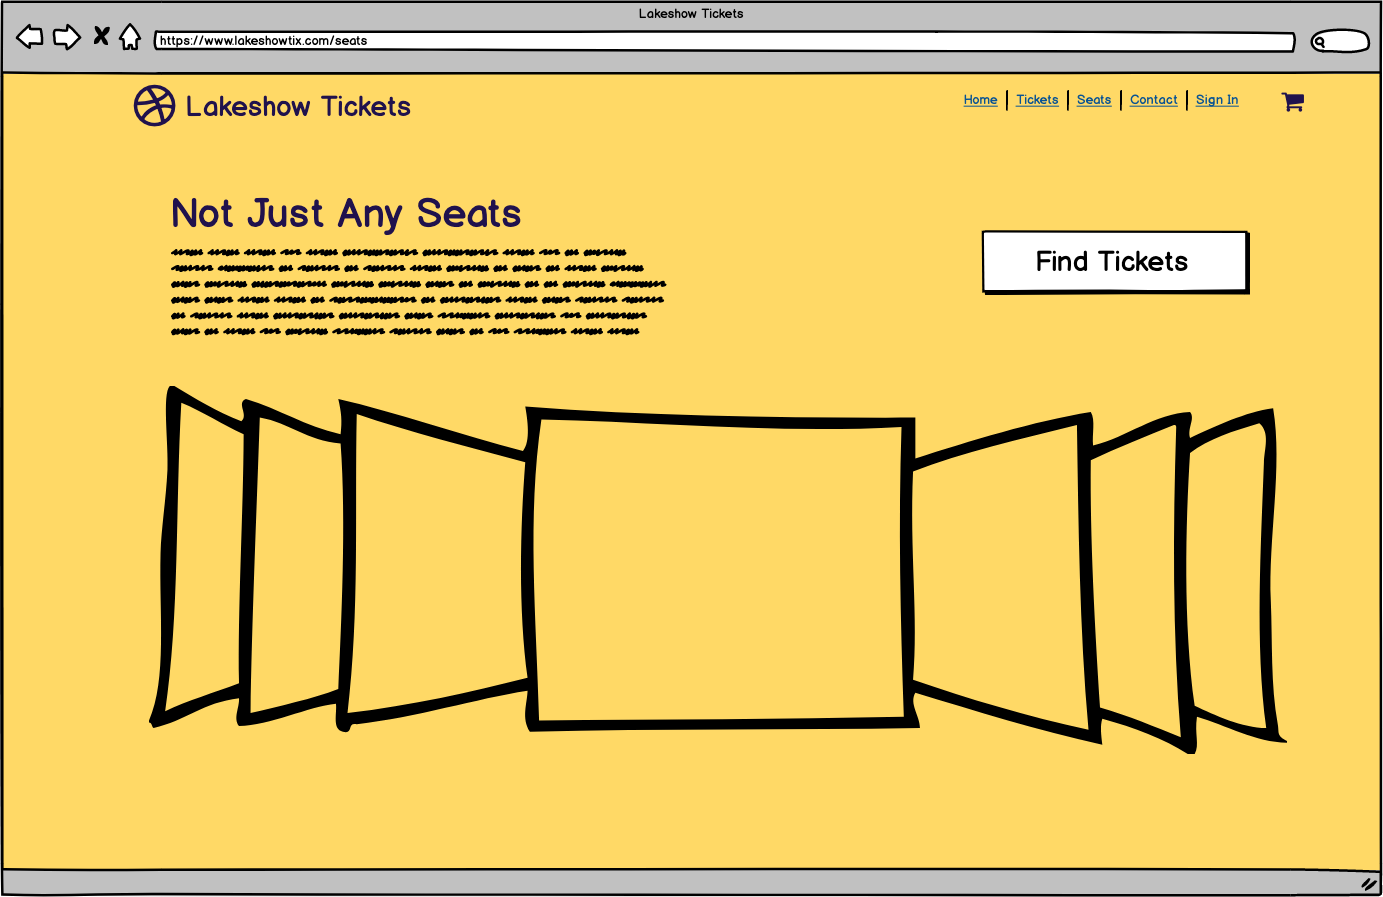 Lakeshow Tickets
https://www.lakeshowtix.com/seats
Lakeshow Tickets
Home Tickets Seats Contact Sign In
Not Just Any Seats
Find Tickets